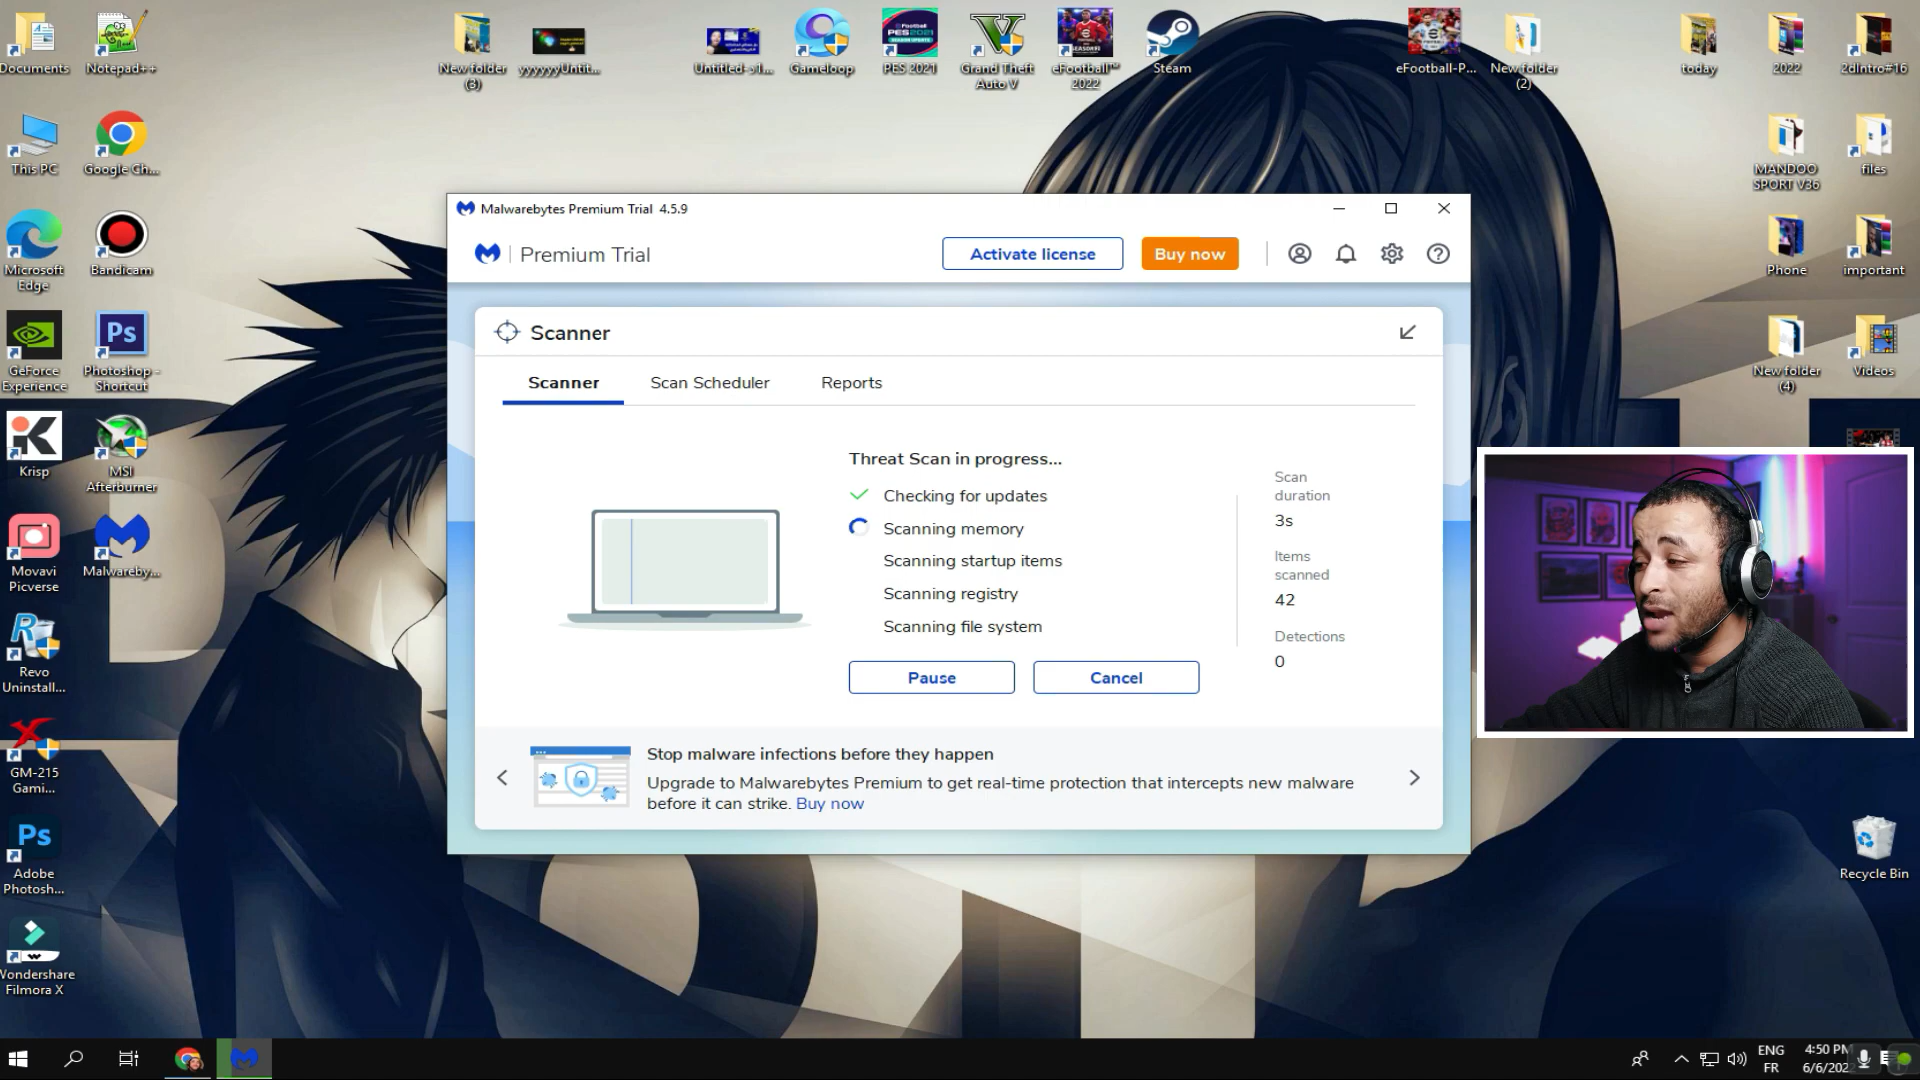 Documents
Notepad++
New folder
(3)
yyyyyyUntit...
Gameloop
PES 2021
Grand Theft
Auto V
eFootball™
2022
Steam
eFootball-P...
New folder
(2)
today
2022
2dIntro#16
This PC
Google Ch...
MANDOO
SPORT V36
files
Microsoft
Edge
Bandicam
Phone
important
GeForce
Experience
Photoshop -
Shortcut
New folder
(4)
Videos
Krisp
MSI
Afterburner
Movavi
Picverse
Malwareby...
Revo
Uninstall...
GM-215
Gami...
Adobe
Photosh...
Wondershare
Filmora X
Recycle Bin
Malwarebytes Premium Trial 4.5.9
Premium Trial
Activate license
Buy now
Scanner
Scanner
Scan Scheduler
Reports
Threat Scan in progress...
Checking for updates
Scanning memory
Scanning startup items
Scanning registry
Scanning file system
Pause
Cancel
Scan
duration
3s
Items
scanned
42
Detections
0
Stop malware infections before they happen
Upgrade to Malwarebytes Premium to get real-time protection that intercepts new malware
before it can strike. Buy now
ENG
FR
4:50 PM